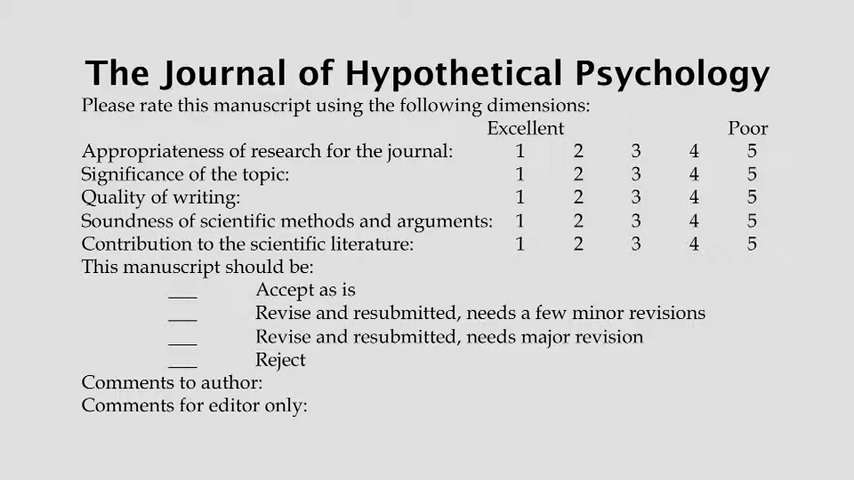 The Journal of Hypothetical Psychology
Please rate this manuscript using the following dimensions:
Excellent Poor
Appropriateness of research for the journal: 1 2 3 4 5
Significance of the topic: 1 2 3 4 5
Quality of writing: 1 2 3 4 5
Soundness of scientific methods and arguments: 1 2 3 4 5
Contribution to the scientific literature: 1 2 3 4 5
This manuscript should be:
___ Accept as is
___ Revise and resubmitted, needs a few minor revisions
___ Revise and resubmitted, needs major revision
___ Reject
Comments to author:
Comments for editor only: